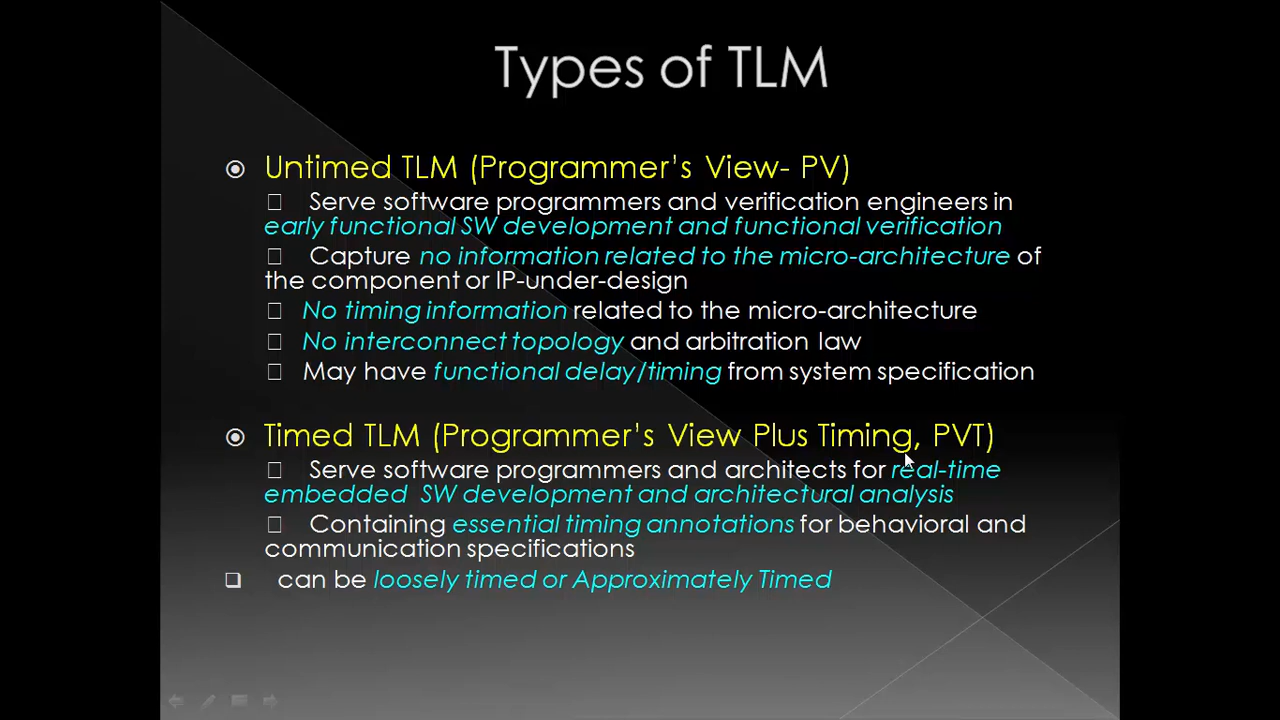 Types of TLM
Untimed TLM (Programmer's View- PV)
Serve software programmers and verification engineers in
early functional SW development and functional verification
Capture no information related to the micro-architecture of
the component or IP-under-design
No timing information related to the micro-architecture
No interconnect topology and arbitration law
May have functional delay/timing from system specification
Timed TLM (Programmer's View Plus Timing, PVT)
Serve software programmers and architects for real-time
embedded SW development and architectural analysis
Containing essential timing annotations for behavioral and
communication specifications
can be loosely timed or Approximately Timed